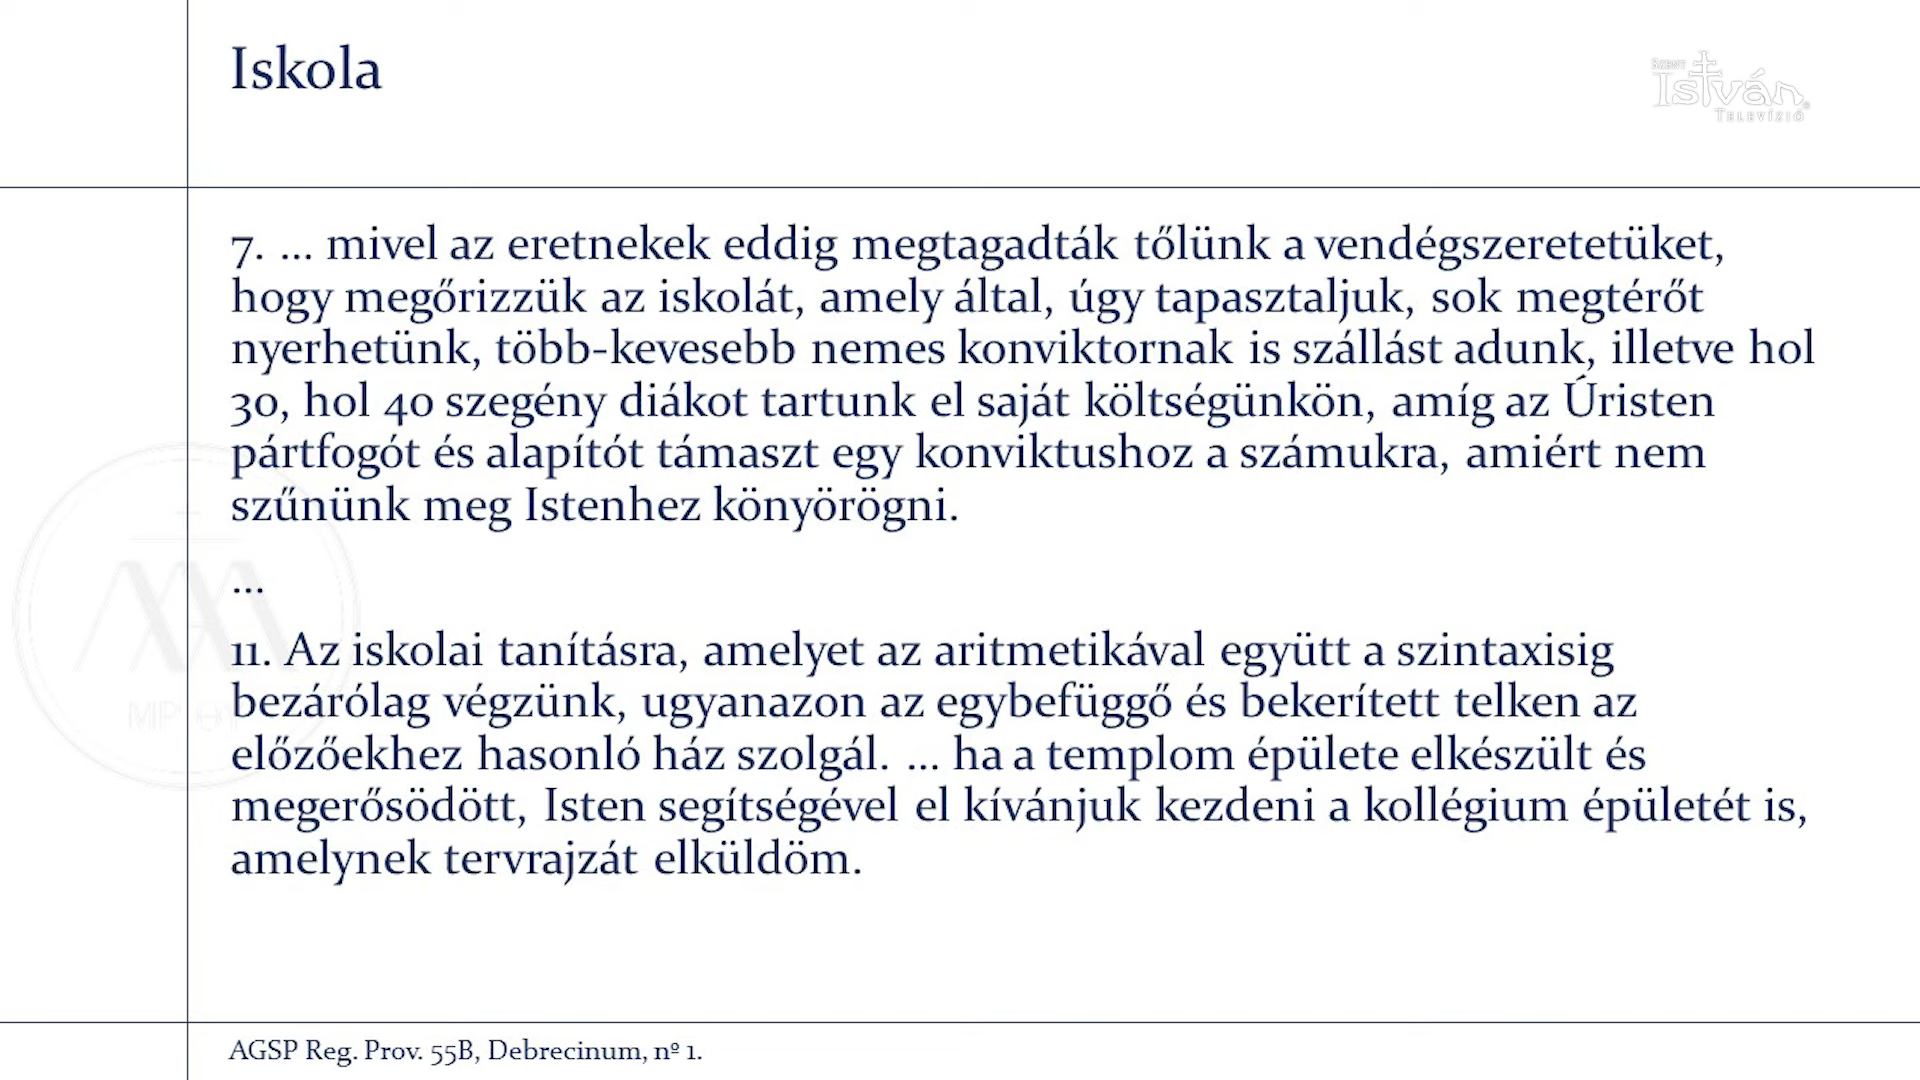 Iskola
Szent
István
Televízió
7. ... mivel az eretnekek eddig megtagadták tőlünk a vendégszeretetüket,
hogy megőrizzük az iskolát, amely által, úgy tapasztaljuk, sok megtérőt
nyerhetünk, több-kevesebb nemes konviktornak is szállást adunk, illetve hol
30, hol 40 szegény diákot tartunk el saját költségünkön, amíg az Úristen
pártfogót és alapítót támaszt egy konviktushoz a számukra, amiért nem
szűnünk meg Istenhez könyörögni.
...
11. Az iskolai tanításra, amelyet az aritmetikával együtt a szintaxisig
bezárólag végzünk, ugyanazon az egybefüggő és bekerített telken az
előzőekhez hasonló ház szolgál. ... ha a templom épülete elkészült és
megerősödött, Isten segítségével el kívánjuk kezdeni a kollégium épületét is,
amelynek tervrajzát elküldöm.
AGSP Reg. Prov. 55B, Debrecinum, nº 1.